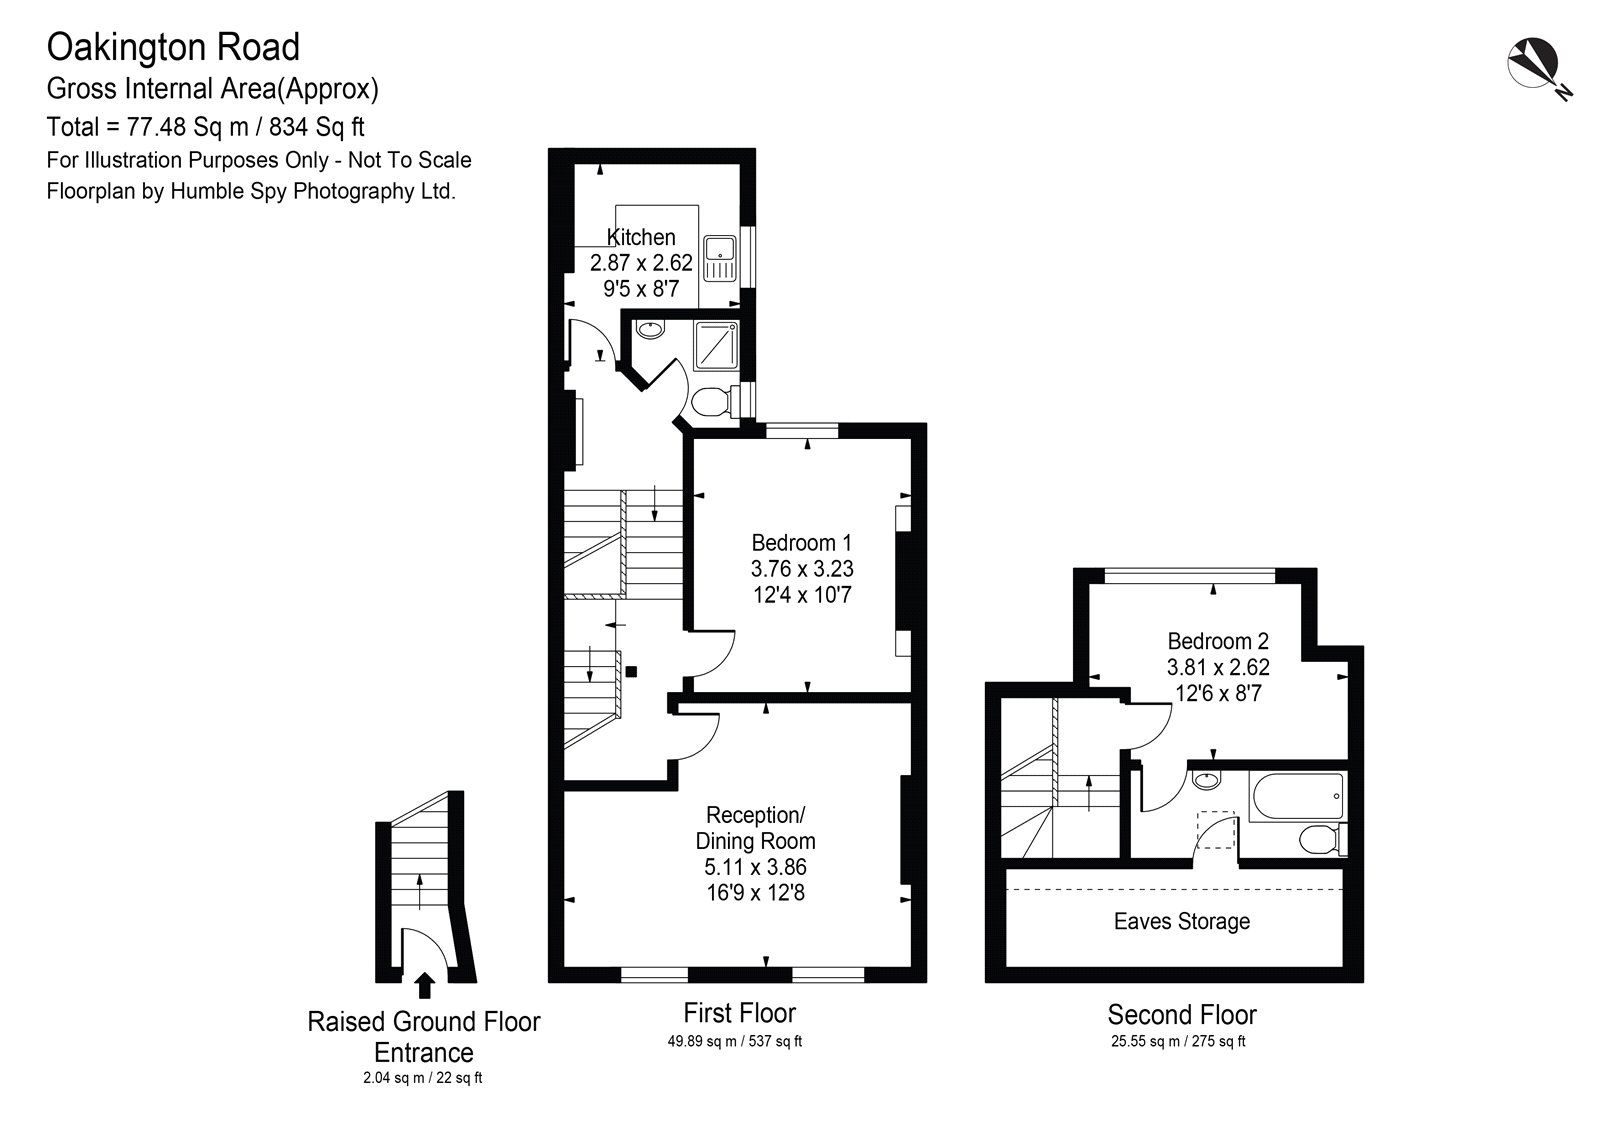 Oakington Road
Gross Internal Area(Approx)
Total = 77.48 Sq m / 834 Sq ft
For Illustration Purposes Only - Not To Scale
Floorplan by Humble Spy Photography Ltd.
N
Kitchen
2.87 x 2.62
9'5 x 8'7
Bedroom 1
3.76 x 3.23
12'4 x 10'7
Reception/
Dining Room
5.11 x 3.86
16'9 x 12'8
Bedroom 2
3.81 x 2.62
12'6 x 8'7
Eaves Storage
Raised Ground Floor
Entrance
2.04 sq m / 22 sq ft
First Floor
49.89 sq m / 537 sq ft
Second Floor
25.55 sq m / 275 sq ft